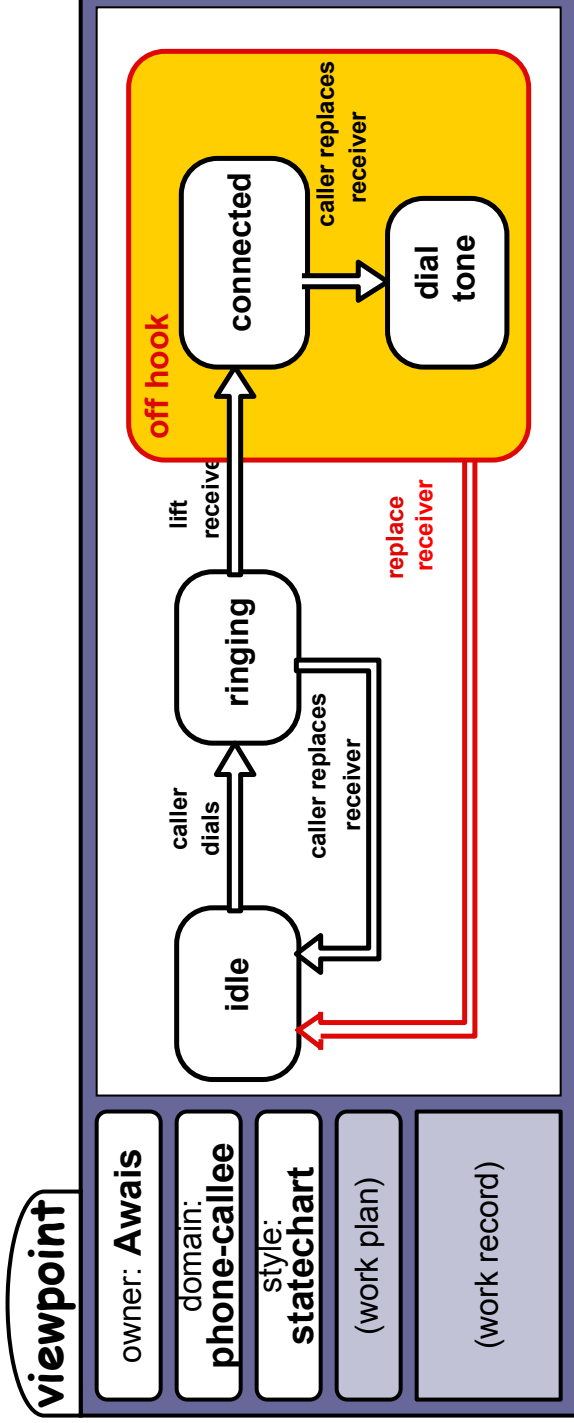 viewpoint
owner: Awais
domain:
phone-callee
style:
statechart
(work plan)
(work record)
idle
caller
dials
ringing
caller replaces
receiver
lift
receive
off hook
connected
caller replaces
receiver
dial
tone
replace
receiver